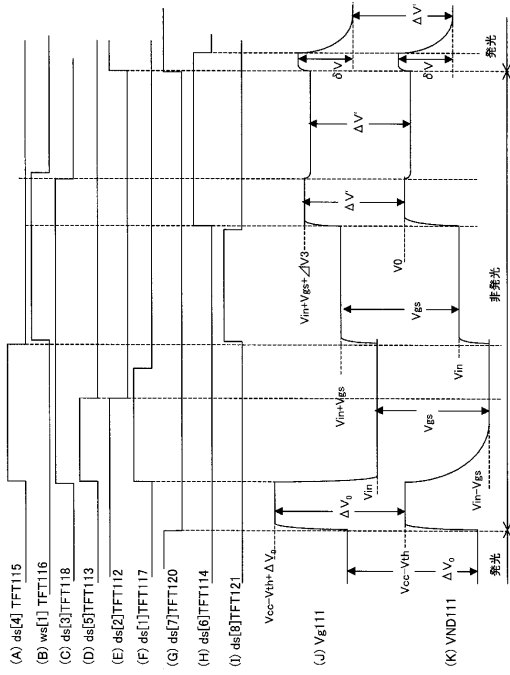 (A) ds[4] TFT115
(B) ws[1] TFT116
(C) ds[3]TFT118
(D) ds[5]TFT113
(E) ds[2]TFT112
(F) ds[1]TFT117
(G) ds[7]TFT120
(H) ds[6]TFT114
(I) ds[8]TFT121
(J) Vg111
Vcc-Vth+ΔV₀
ΔV₀
Vin
Vin+Vgs
Vin+Vgs+⊿V3
ΔV'
ΔV'
δV
ΔV'
(K) VND111
Vcc-Vth
ΔV₀
Vin-Vgs
Vgs
Vin
Vgs
V0
δV
発光
非発光
発光